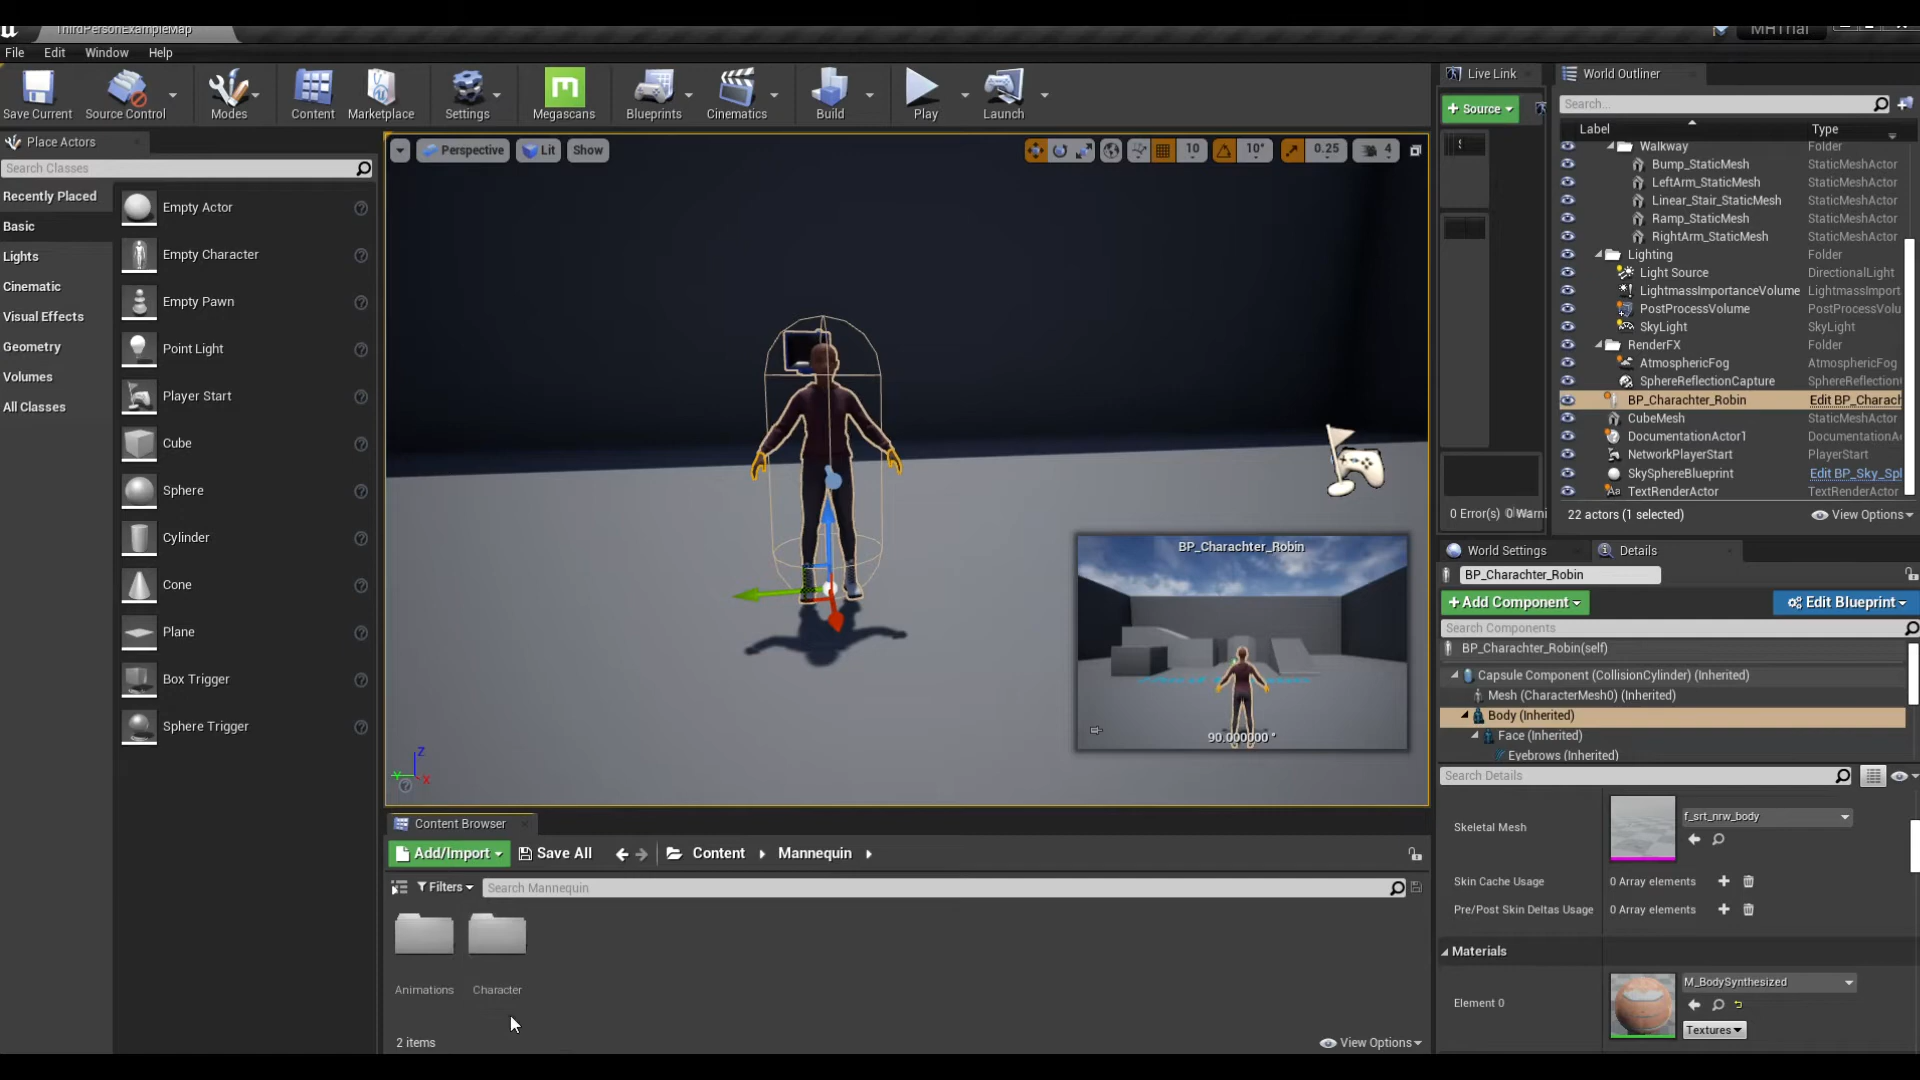 ThirdPersonExampleMap
MHTrial
File Edit Window Help
Save Current
Source Control
Modes
Content
Marketplace
Settings
Megascans
Blueprints
Cinematics
Build
Play
Launch
Place Actors
Search Classes
Recently Placed
Basic
Lights
Cinematic
Visual Effects
Geometry
Volumes
All Classes
Empty Actor
Empty Character
Empty Pawn
Point Light
Player Start
Cube
Sphere
Cylinder
Cone
Plane
Box Trigger
Sphere Trigger
Perspective
Lit
Show
10
10°
0.25
4
BP_Charachter_Robin
90.000000 °
Z
Y
X
Content Browser
Add/Import
Save All
Content
Mannequin
Filters
Search Mannequin
Animations
Character
2 items
View Options
Live Link
Source
0 Error(s)
World Outliner
Search...
Label Type
Walkway Folder
Bump_StaticMesh StaticMeshActor
LeftArm_StaticMesh StaticMeshActor
Linear_Stair_StaticMesh StaticMeshActor
Ramp_StaticMesh StaticMeshActor
RightArm_StaticMesh StaticMeshActor
Lighting Folder
Light Source DirectionalLight
LightmassImportanceVolume LightmassImport
PostProcessVolume PostProcessVolu
SkyLight SkyLight
RenderFX Folder
AtmosphericFog AtmosphericFog
SphereReflectionCapture SphereReflection
BP_Charachter_Robin Edit BP_Charach
CubeMesh StaticMeshActor
DocumentationActor1 DocumentationA
NetworkPlayerStart PlayerStart
SkySphereBlueprint Edit BP_Sky_Sp
TextRenderActor TextRenderActor
22 actors (1 selected)
View Options
World Settings
Details
BP_Charachter_Robin
+Add Component
Edit Blueprint
Search Components
BP_Charachter_Robin(self)
Capsule Component (CollisionCylinder) (Inherited)
Mesh (CharacterMesh0) (Inherited)
Body (Inherited)
Face (Inherited)
Eyebrows (Inherited)
Search Details
Skeletal Mesh
f_srt_nrw_body
Skin Cache Usage 0 Array elements
Pre/Post Skin Deltas Usage 0 Array elements
Materials
Element 0
M_BodySynthesized
Textures